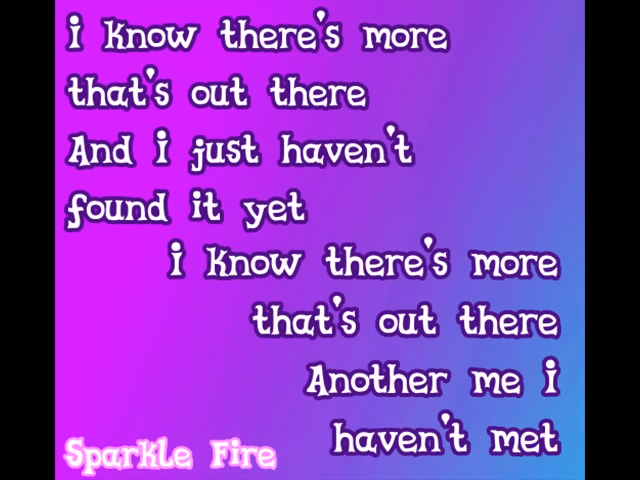 i know there's more
that's out there
And i just haven't
found it yet
i know there's more
that's out there
Another me i
haven't met
Sparkle Fire